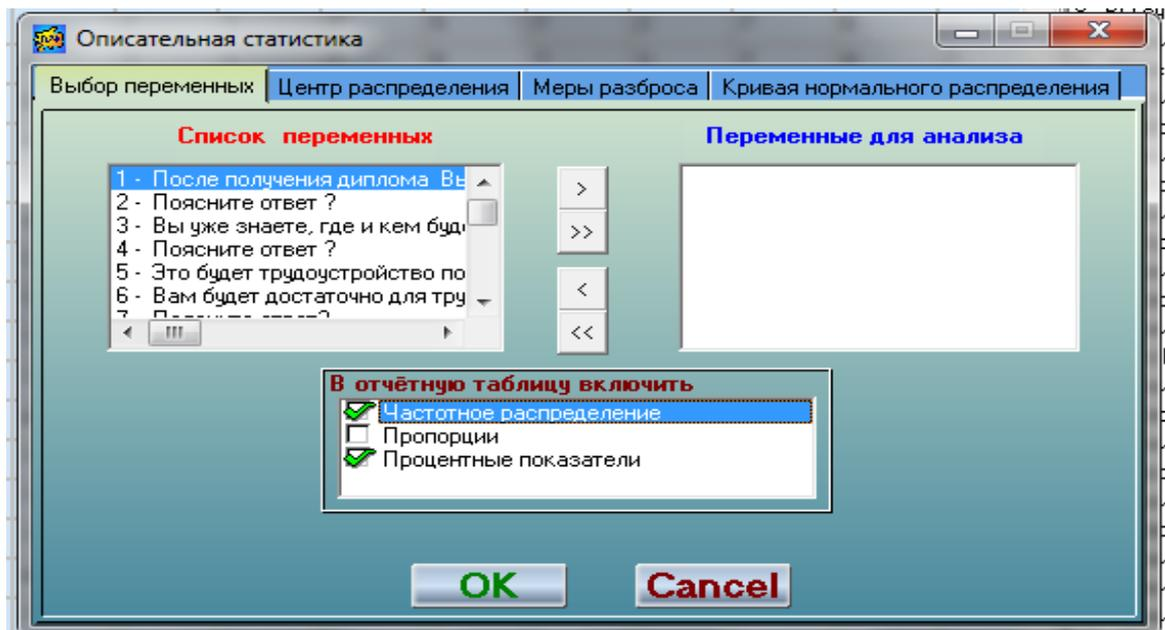 Описательная статистика
Выбор переменных Центр распределения Меры разброса Кривая нормального распределения
Список переменных
Переменные для анализа
1 - После получения диплома Вы
2 - Поясните ответ ?
3 - Вы уже знаете, где и кем
4 - Поясните ответ ?
5 - Это будет трудоустройство по
6 - Вам будет достаточно для тру
>
>>
<
<<
В отчётную таблицу включить
Частотное распределение
Пропорции
Процентные показатели
OK Cancel